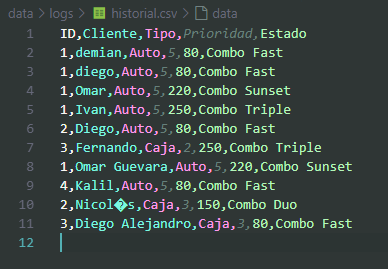 data > logs > historial.csv > data
1 ID,Cliente,Tipo,Prioridad,Estado
2 1,demian,Auto,5,80,Combo Fast
3 1,diego,Auto,5,80,Combo Fast
4 1,Omar,Auto,5,220,Combo Sunset
5 1,Ivan,Auto,5,250,Combo Triple
6 2,Diego,Auto,5,80,Combo Fast
7 3,Fernando,Caja,2,250,Combo Triple
8 1,Omar Guevara,Auto,5,220,Combo Sunset
9 4,Kalil,Auto,5,80,Combo Fast
10 2,Nicol�s,Caja,3,150,Combo Duo
11 3,Diego Alejandro,Caja,3,80,Combo Fast
12